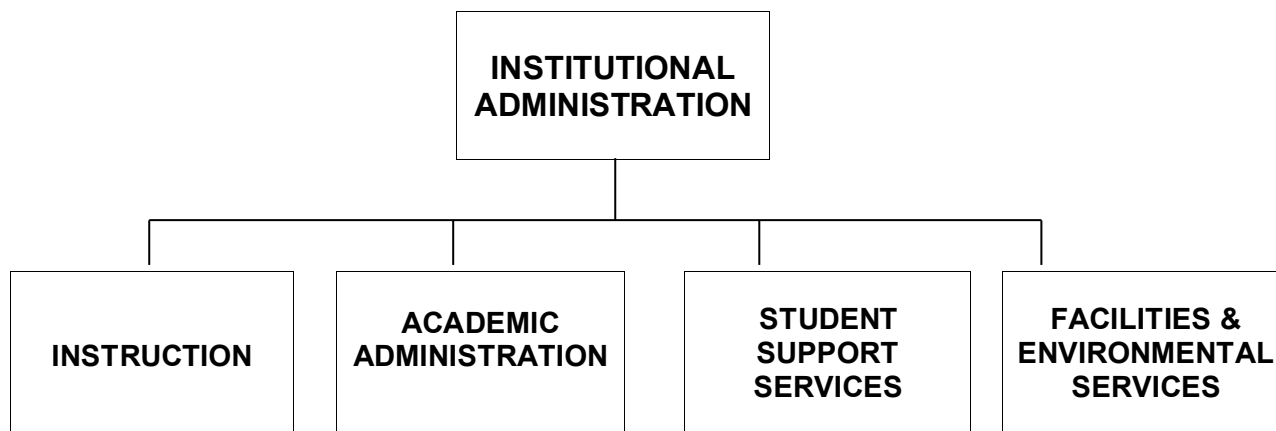 INSTITUTIONAL
ADMINISTRATION
INSTRUCTION
ACADEMIC
ADMINISTRATION
STUDENT
SUPPORT
SERVICES
FACILITIES &
ENVIRONMENTAL
SERVICES